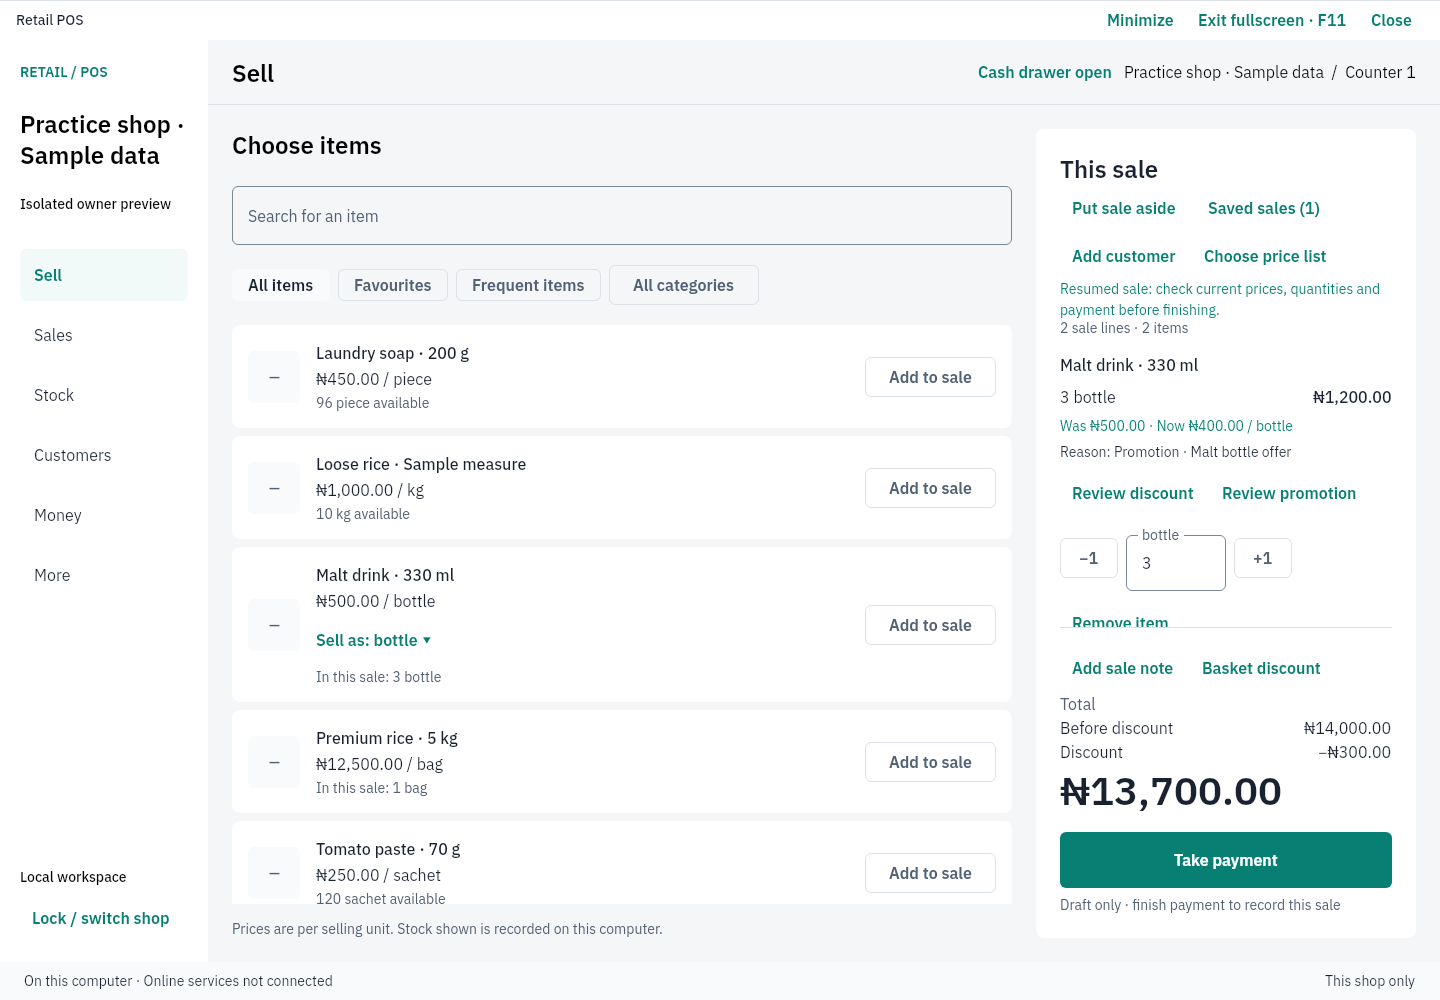 Retail POS
Minimize
Exit fullscreen · F11
Close
RETAIL / POS
Practice shop ·
Sample data
Isolated owner preview
Sell
Sales
Stock
Customers
Money
More
Local workspace
Lock / switch shop
Sell
Cash drawer open
Practice shop · Sample data / Counter 1
Choose items
Search for an item
All items
Favourites
Frequent items
All categories
Laundry soap · 200 g
₦450.00 / piece
96 piece available
Add to sale
Loose rice · Sample measure
₦1,000.00 / kg
10 kg available
Add to sale
Malt drink · 330 ml
₦500.00 / bottle
Sell as: bottle ▾
In this sale: 3 bottle
Add to sale
Premium rice · 5 kg
₦12,500.00 / bag
In this sale: 1 bag
Add to sale
Tomato paste · 70 g
₦250.00 / sachet
120 sachet available
Add to sale
Prices are per selling unit. Stock shown is recorded on this computer.
This sale
Put sale aside
Saved sales (1)
Add customer
Choose price list
Resumed sale: check current prices, quantities and
payment before finishing.
2 sale lines · 2 items
Malt drink · 330 ml
3 bottle
₦1,200.00
Was ₦500.00 · Now ₦400.00 / bottle
Reason: Promotion · Malt bottle offer
Review discount
Review promotion
−1
bottle
3
+1
Remove item
Add sale note
Basket discount
Total
Before discount
₦14,000.00
Discount
−₦300.00
₦13,700.00
Take payment
Draft only · finish payment to record this sale
On this computer · Online services not connected
This shop only